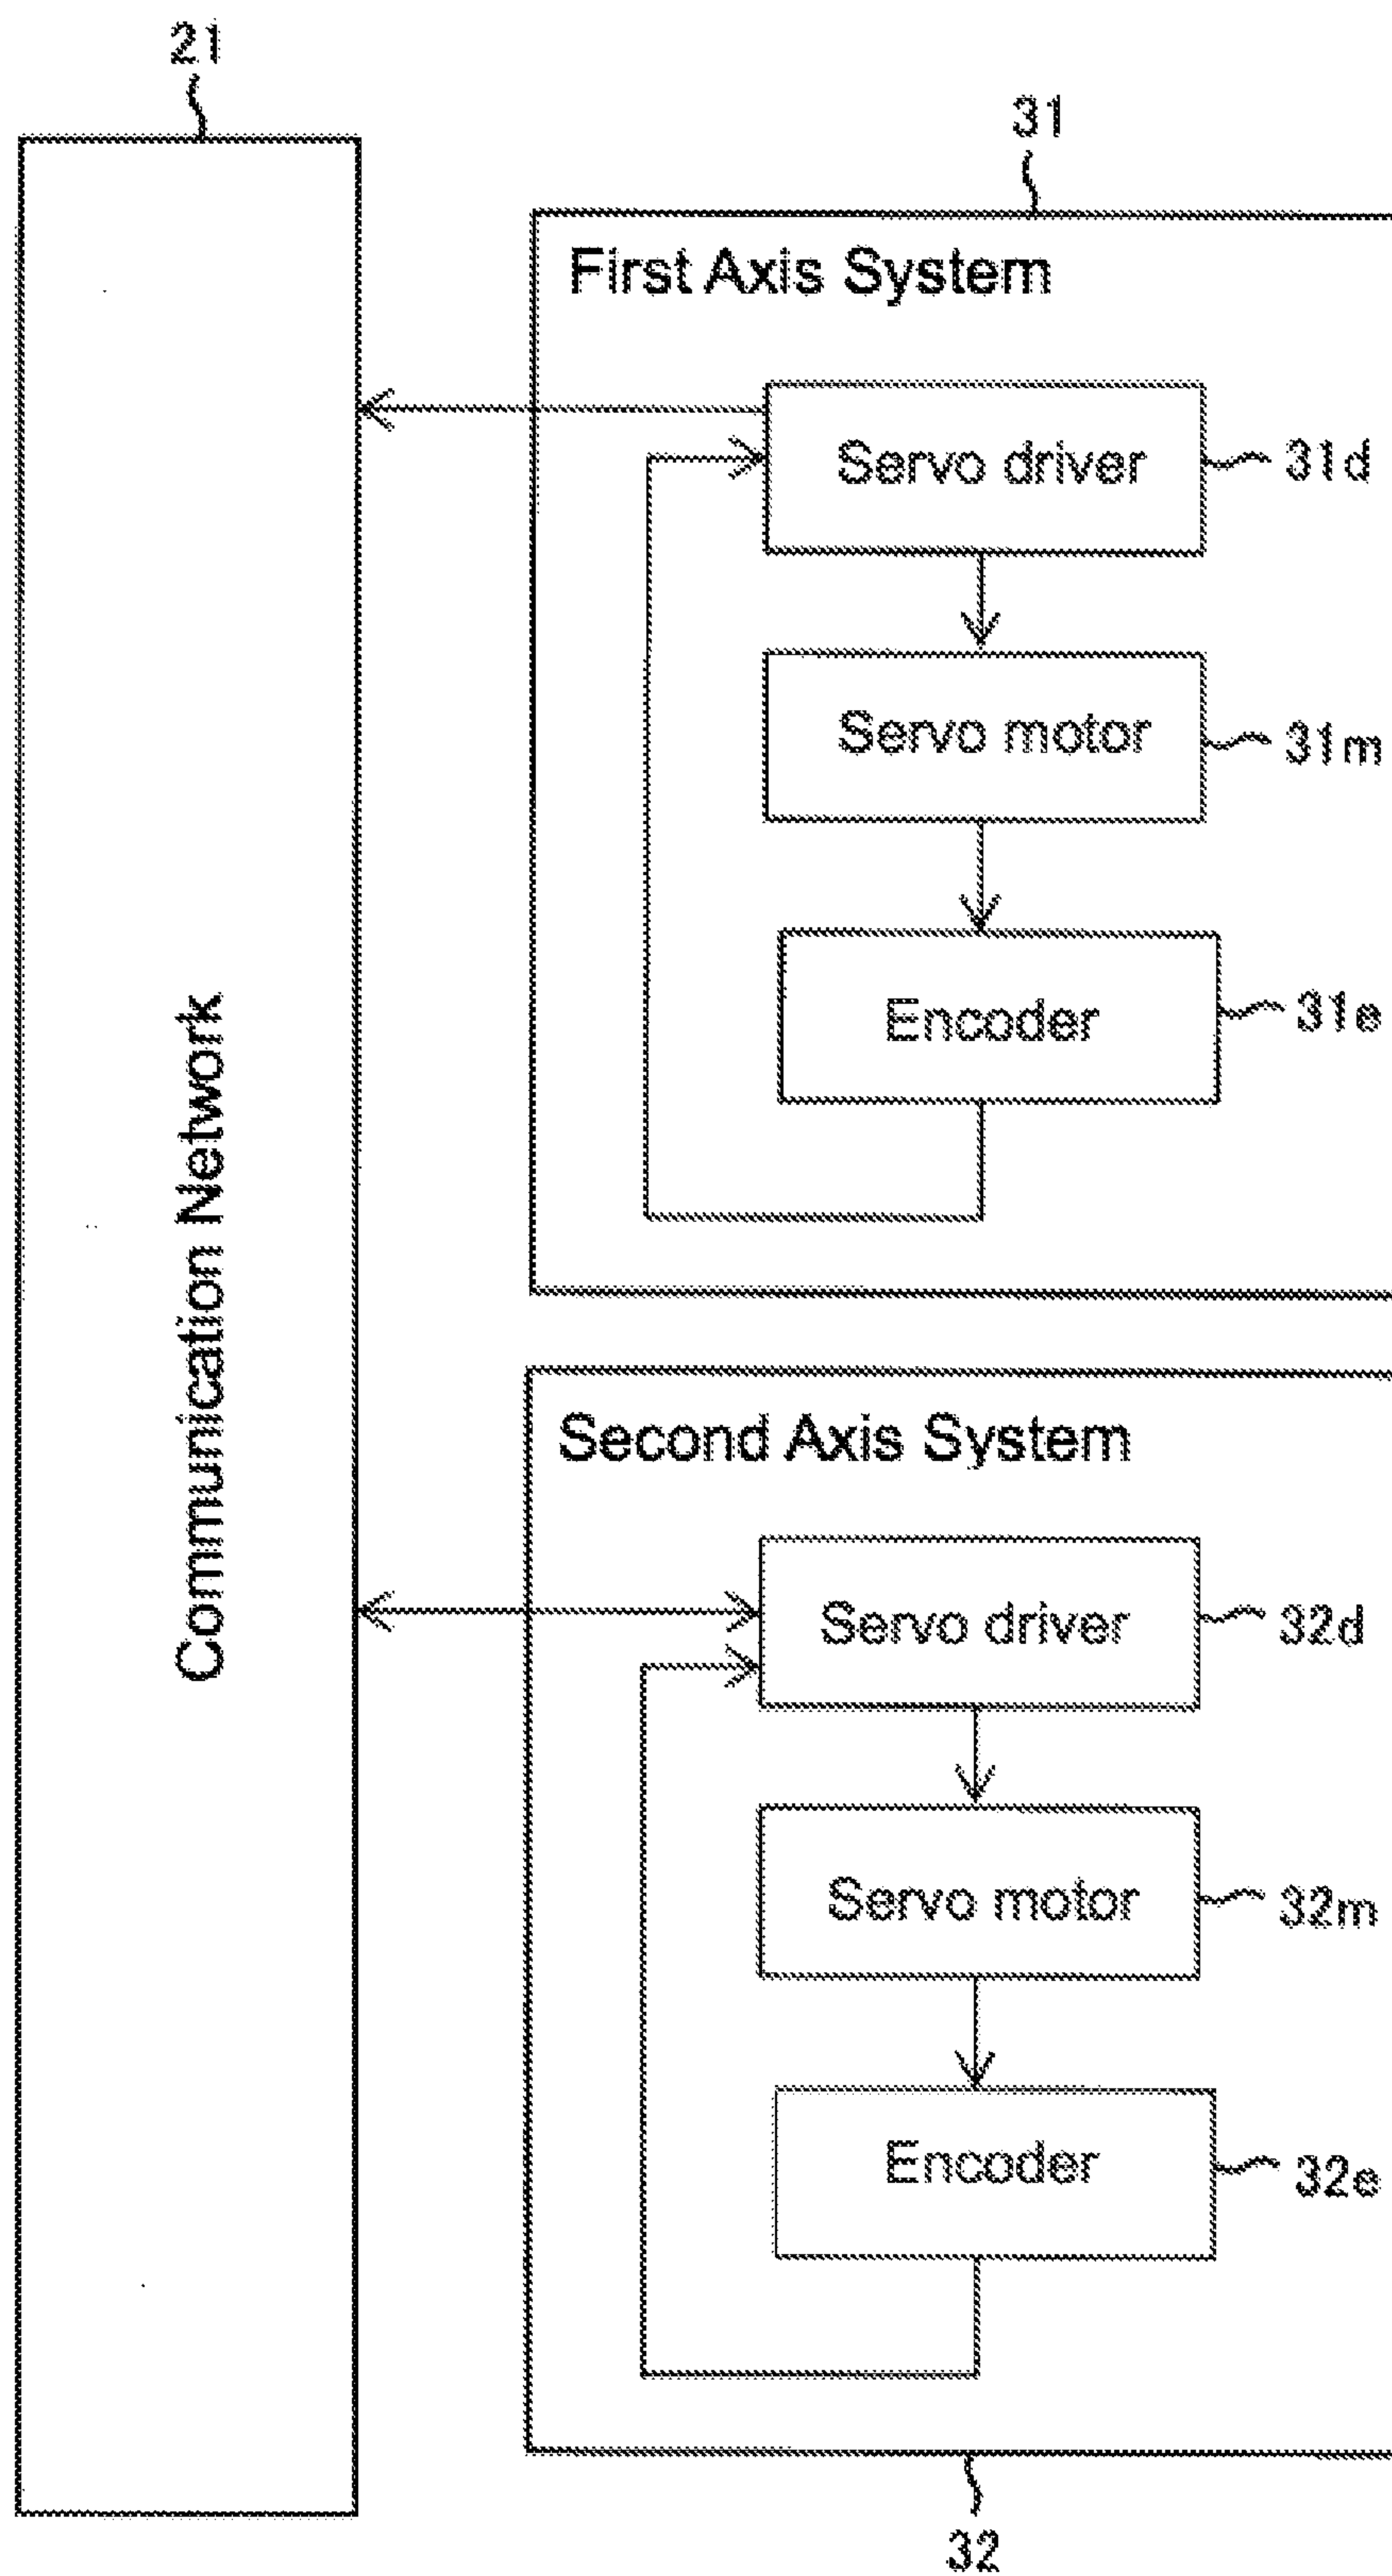 21
31
First Axis System
Servo driver
31d
Servo motor
31m
Encoder
31e
Communication Network
Second Axis System
Servo driver
32d
Servo motor
32m
Encoder
32e
32